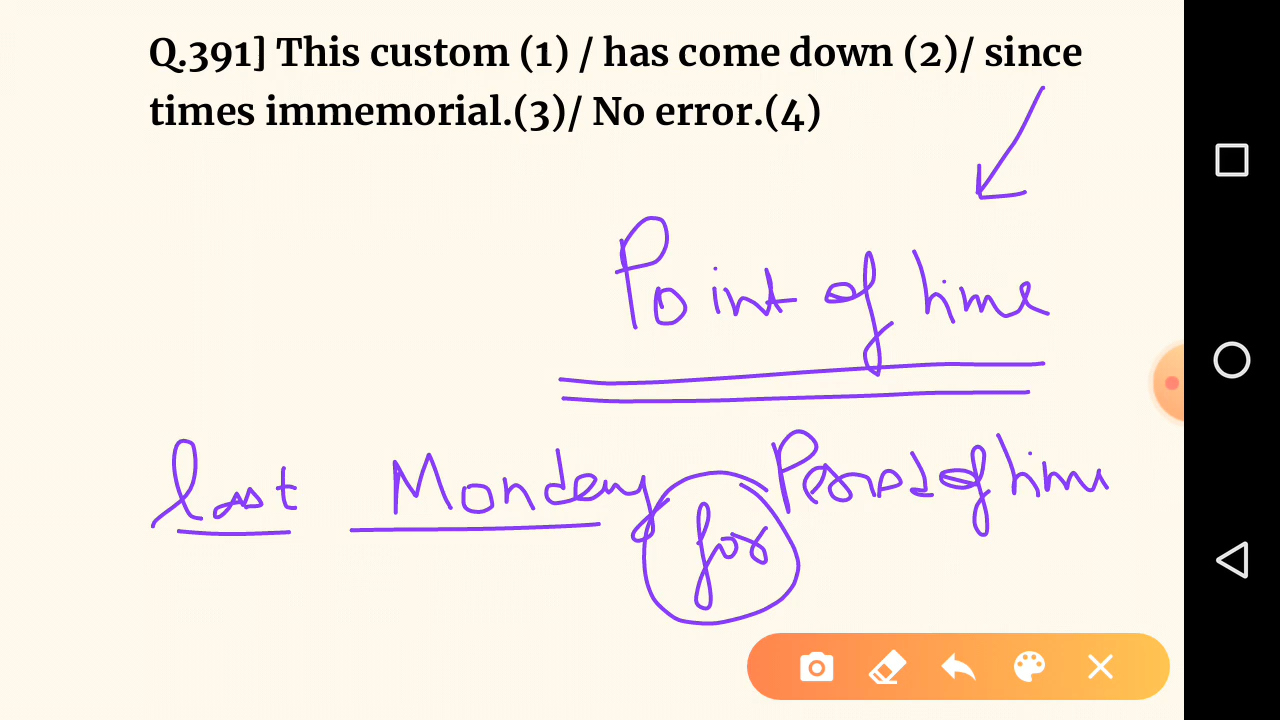 Q.391] This custom (1) / has come down (2)/ since
times immemorial.(3)/ No error.(4)
Point of time
last Monday Period of time
for